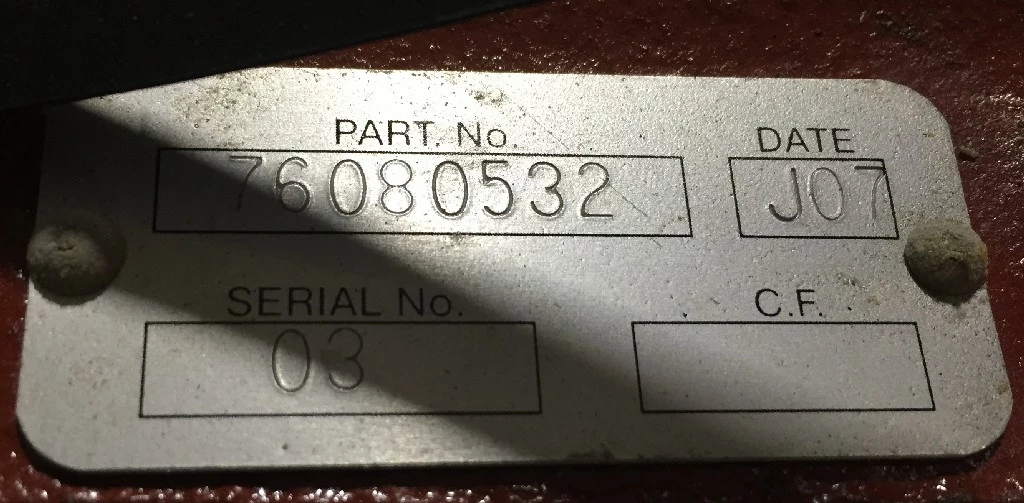 PART. No. DATE
76080532 J07
SERIAL No. C.F.
03